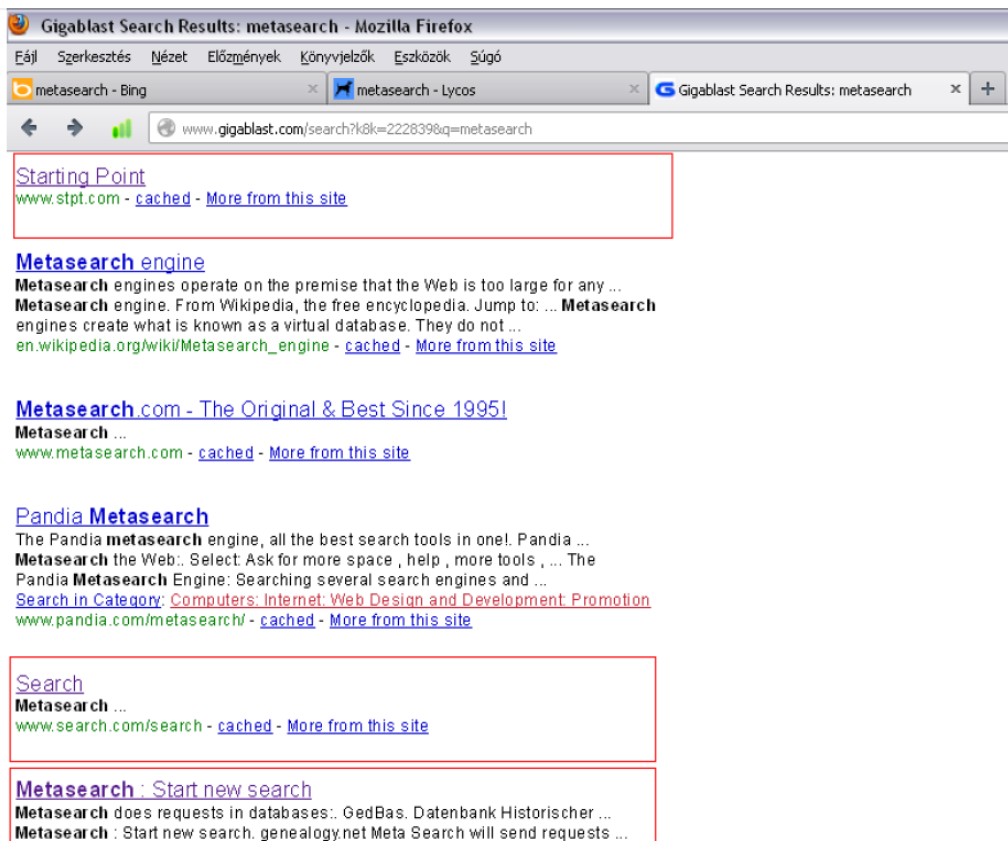 Gigablast Search Results: metasearch - Mozilla Firefox
Fájl Szerkesztés Nézet Előzmények Könyvjelzők Eszközök Súgó
metasearch - Bing × metasearch - Lycos × Gigablast Search Results: metasearch × +
www.gigablast.com/search?k8k=222839&q=metasearch
Starting Point
www.stpt.com - cached - More from this site
Metasearch engine
Metasearch engines operate on the premise that the Web is too large for any ...
Metasearch engine. From Wikipedia, the free encyclopedia. Jump to: ... Metasearch
engines create what is known as a virtual database. They do not ...
en.wikipedia.org/wiki/Metasearch_engine - cached - More from this site
Metasearch.com - The Original & Best Since 1995!
Metasearch ...
www.metasearch.com - cached - More from this site
Pandia Metasearch
The Pandia metasearch engine, all the best search tools in one!. Pandia ...
Metasearch the Web:. Select: Ask for more space , help , more tools , ... The
Pandia Metasearch Engine: Searching several search engines and ...
Search in Category: Computers: Internet: Web Design and Development: Promotion
www.pandia.com/metasearch/ - cached - More from this site
Search
Metasearch ...
www.search.com/search - cached - More from this site
Metasearch : Start new search
Metasearch does requests in databases:. GedBas. Datenbank Historischer ...
Metasearch : Start new search. genealogy.net Meta Search will send requests ...